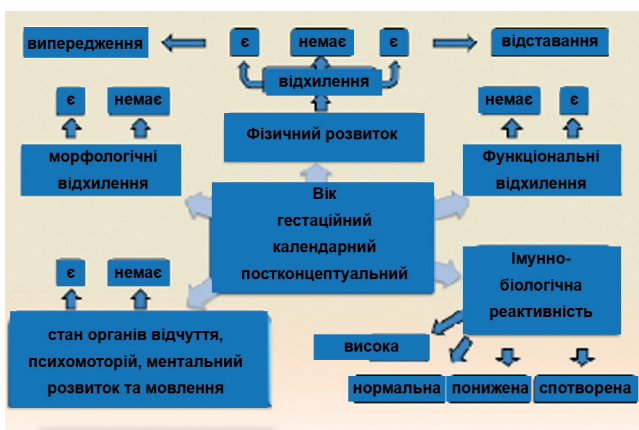 випередження
є
немає
є
відставання
відхилення
є
немає
Фізичний розвиток
немає
є
морфологічні
відхилення
Функціональні
відхилення
Вік
гестаційний
календарний
постконцептуальний
є
немає
Імунно-
біологічна
реактивність
стан органів відчуття,
психомоторій, ментальний
розвиток та мовлення
висока
нормальна
понижена
спотворена